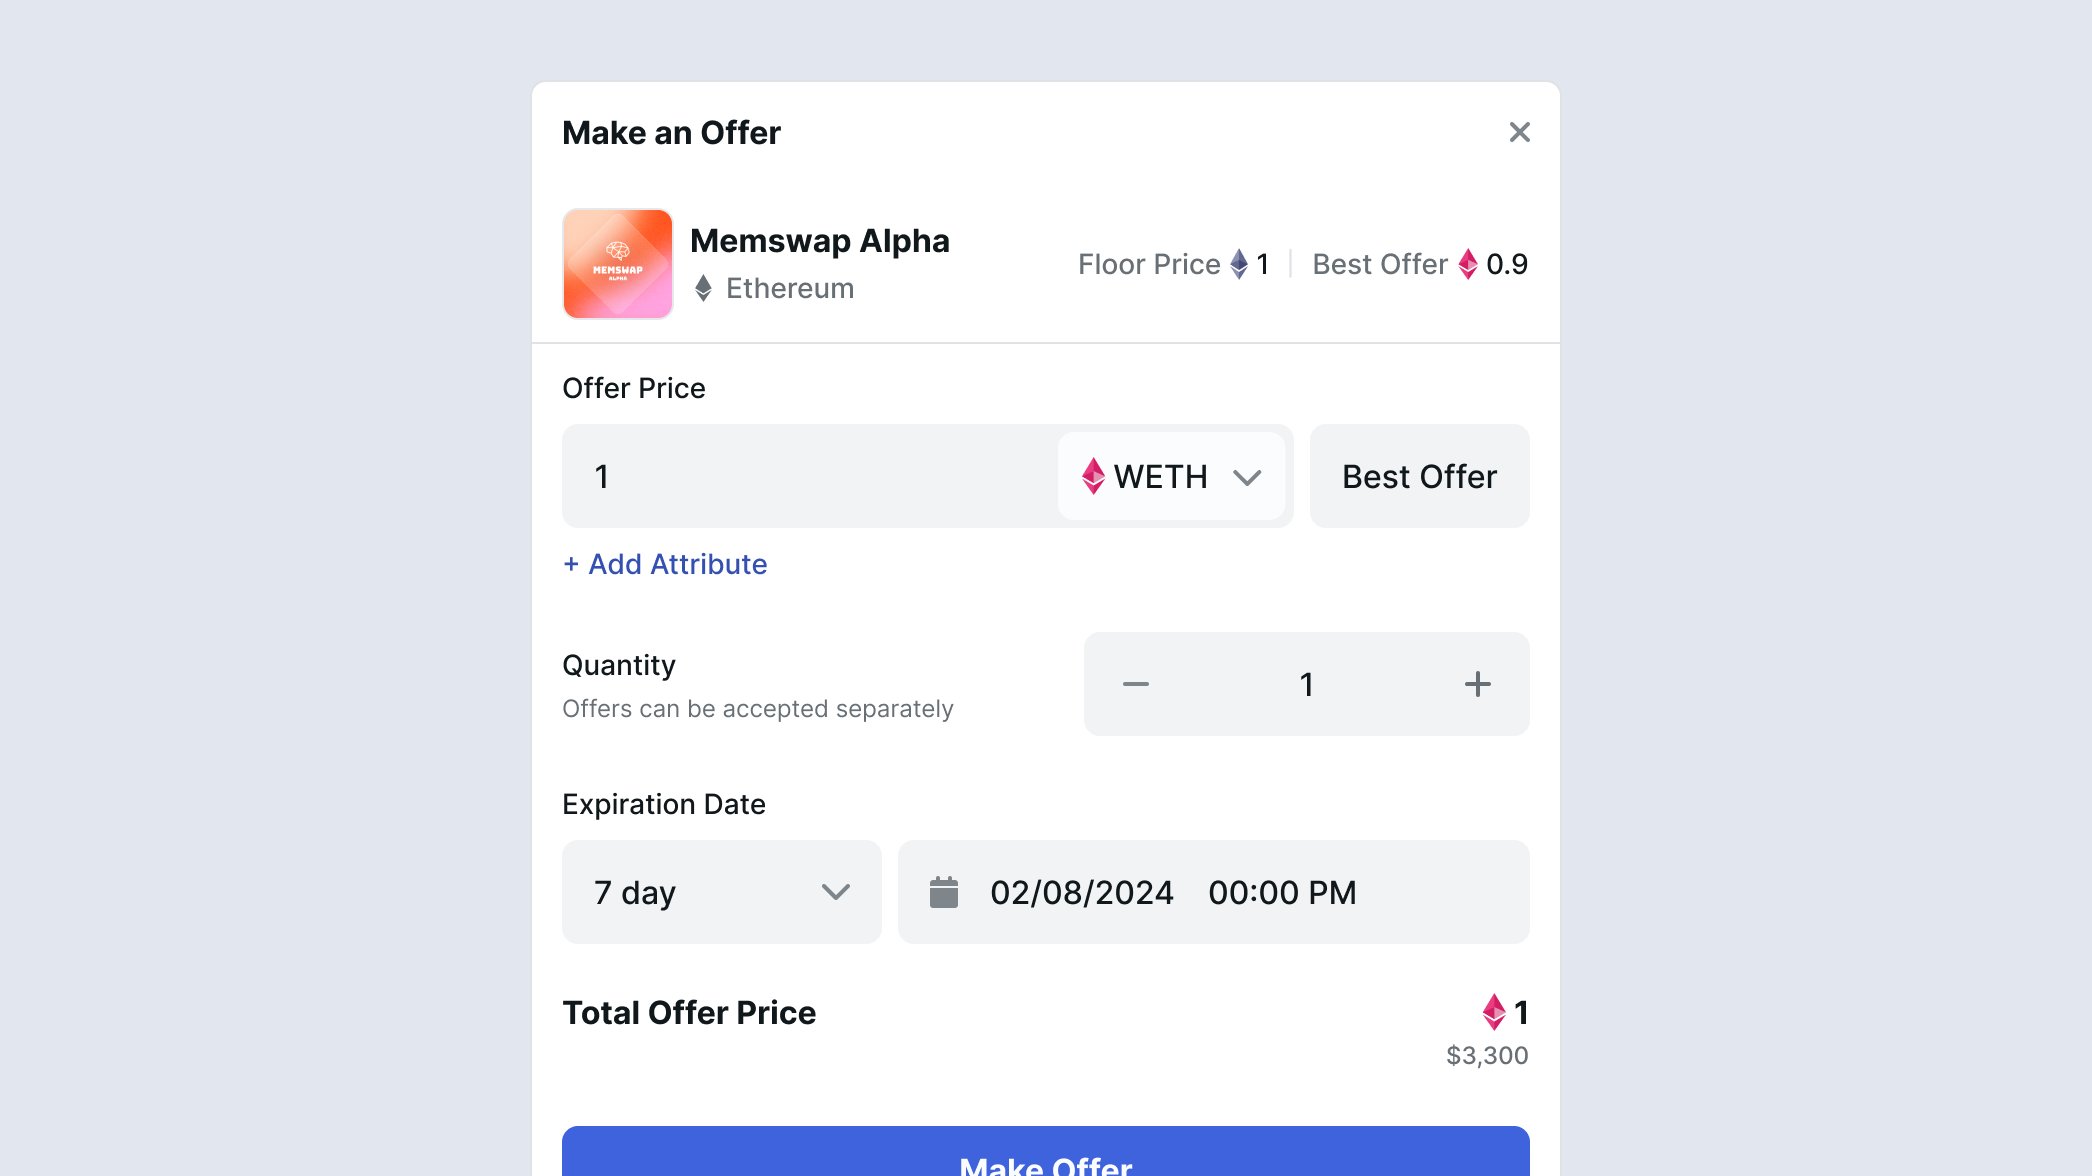 Make an Offer
MEMSWAP
ALPHA
Memswap Alpha
Ethereum
Floor Price 1 Best Offer 0.9
Offer Price
1 WETH Best Offer
+ Add Attribute
Quantity
Offers can be accepted separately
1
Expiration Date
7 day 02/08/2024 00:00 PM
Total Offer Price 1
$3,300
Make Offer